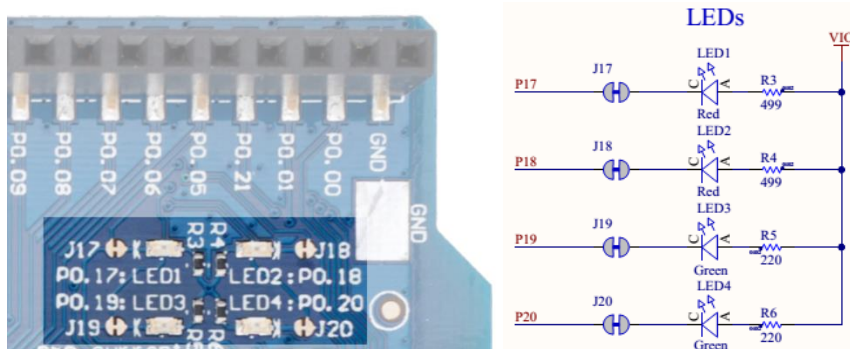 P0.09
P0.08
P0.07
P0.06
P0.05
P0.21
P0.01
P0.00
GND
GND
J17 R3 R4 J18
P0.17: LED1 LED2:P0.18
P0.19: LED3 LED4:P0.20
J19 R5 R6 J20
LEDs
VIO
LED1
J17
P17 C A R3
Red 499
LED2
J18
P18 C A R4
Red 499
LED3
J19
P19 C A R5
Green 220
LED4
J20
P20 C A R6
Green 220